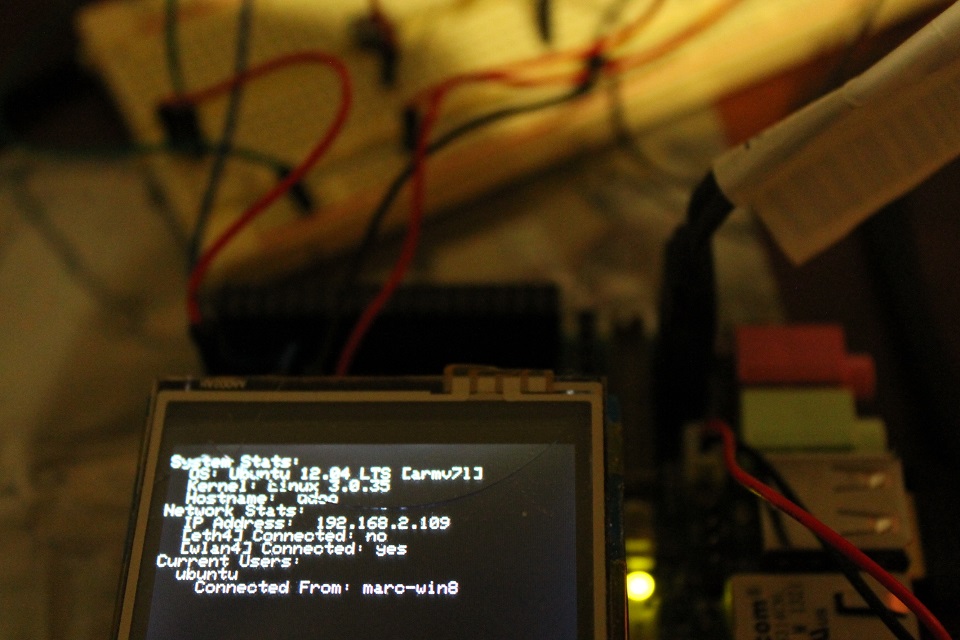 System Stats:
OS: Ubuntu 12.04 LTS [armv7l]
Kernel: Linux 3.0.35
Hostname: udoo
Network Stats:
IP Address: 192.168.2.109
[eth4] Connected: no
[wlan4] Connected: yes
Current Users:
ubuntu
Connected From: marc-win8